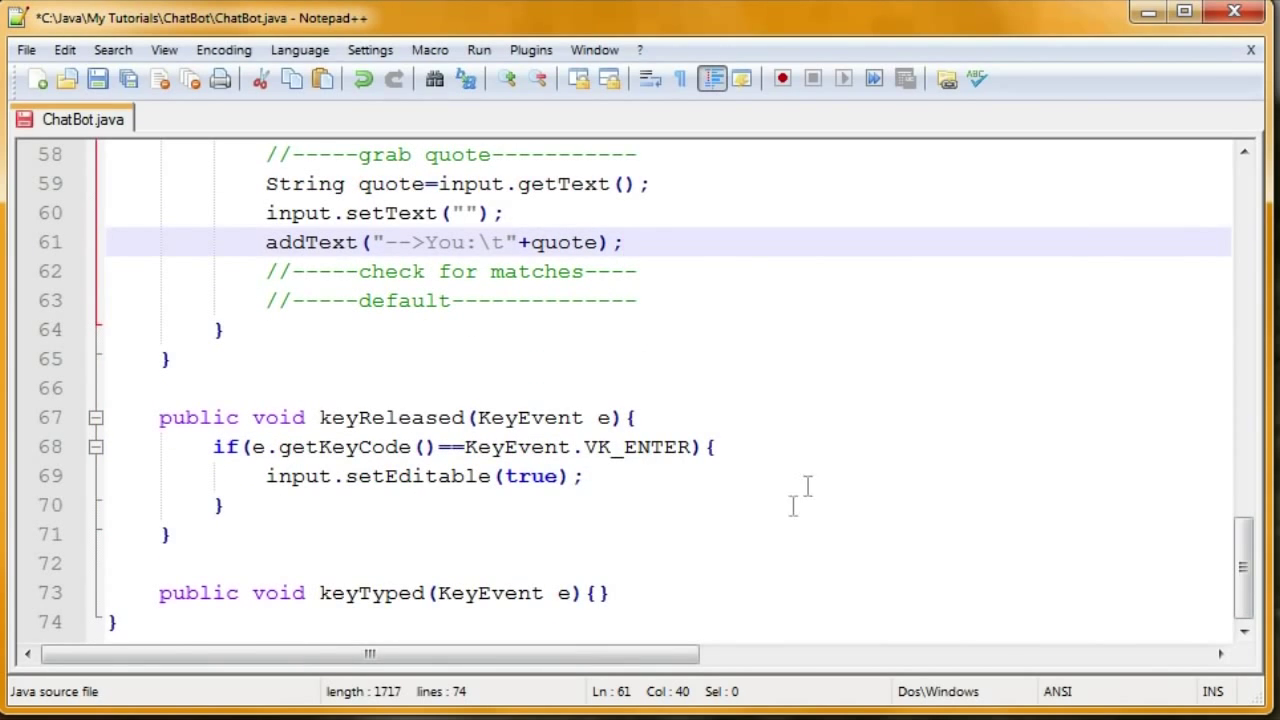 *C:\Java\My Tutorials\ChatBot\ChatBot.java - Notepad++
File Edit Search View Encoding Language Settings Macro Run Plugins Window ? X
ChatBot.java
58 //-----grab quote-----------
59 String quote=input.getText();
60 input.setText("");
61 addText("-->You:\t"+quote);
62 //-----check for matches----
63 //-----default--------------
64 }
65 }
66
67 public void keyReleased(KeyEvent e){
68 if(e.getKeyCode()==KeyEvent.VK_ENTER){
69 input.setEditable(true);
70 }
71 }
72
73 public void keyTyped(KeyEvent e){}
74 }
Java source file length : 1717 lines : 74 Ln : 61 Col : 40 Sel : 0 Dos\Windows ANSI INS